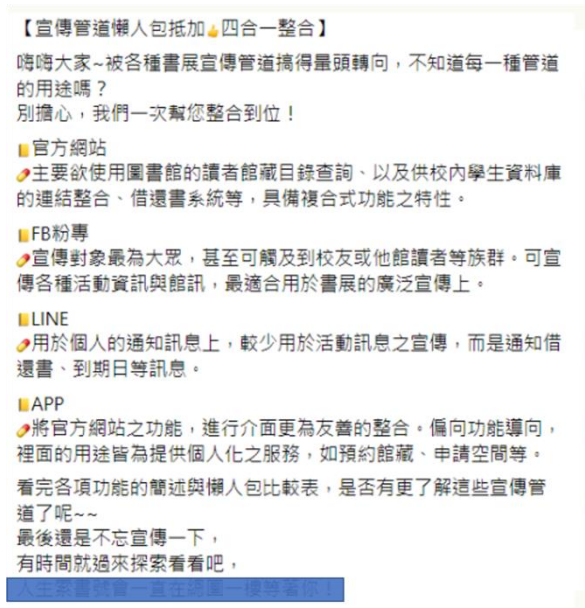 【宣傳管道懶人包抵加👍四合一整合】
嗨嗨大家~被各種書展宣傳管道搞得暈頭轉向，不知道每一種管道
的用途嗎？
別擔心，我們一次幫您整合到位！
📒官方網站
主要欲使用圖書館的讀者館藏目錄查詢、以及供校內學生資料庫
的連結整合、借還書系統等，具備複合式功能之特性。
📒FB粉專
宣傳對象最為大眾，甚至可觸及到校友或他館讀者等族群。可宣
傳各種活動資訊與館訊，最適合用於書展的廣泛宣傳上。
📒LINE
用於個人的通知訊息上，較少用於活動訊息之宣傳，而是通知借
還書、到期日等訊息。
📒APP
將官方網站之功能，進行介面更為友善的整合。偏向功能導向，
裡面的用途皆為提供個人化之服務，如預約館藏、申請空間等。
看完各項功能的簡述與懶人包比較表，是否有更了解這些宣傳管
道了呢~~
最後還是不忘宣傳一下，
有時間就過來探索看看吧，
人生索書號會一直在總圖一樓等著你！